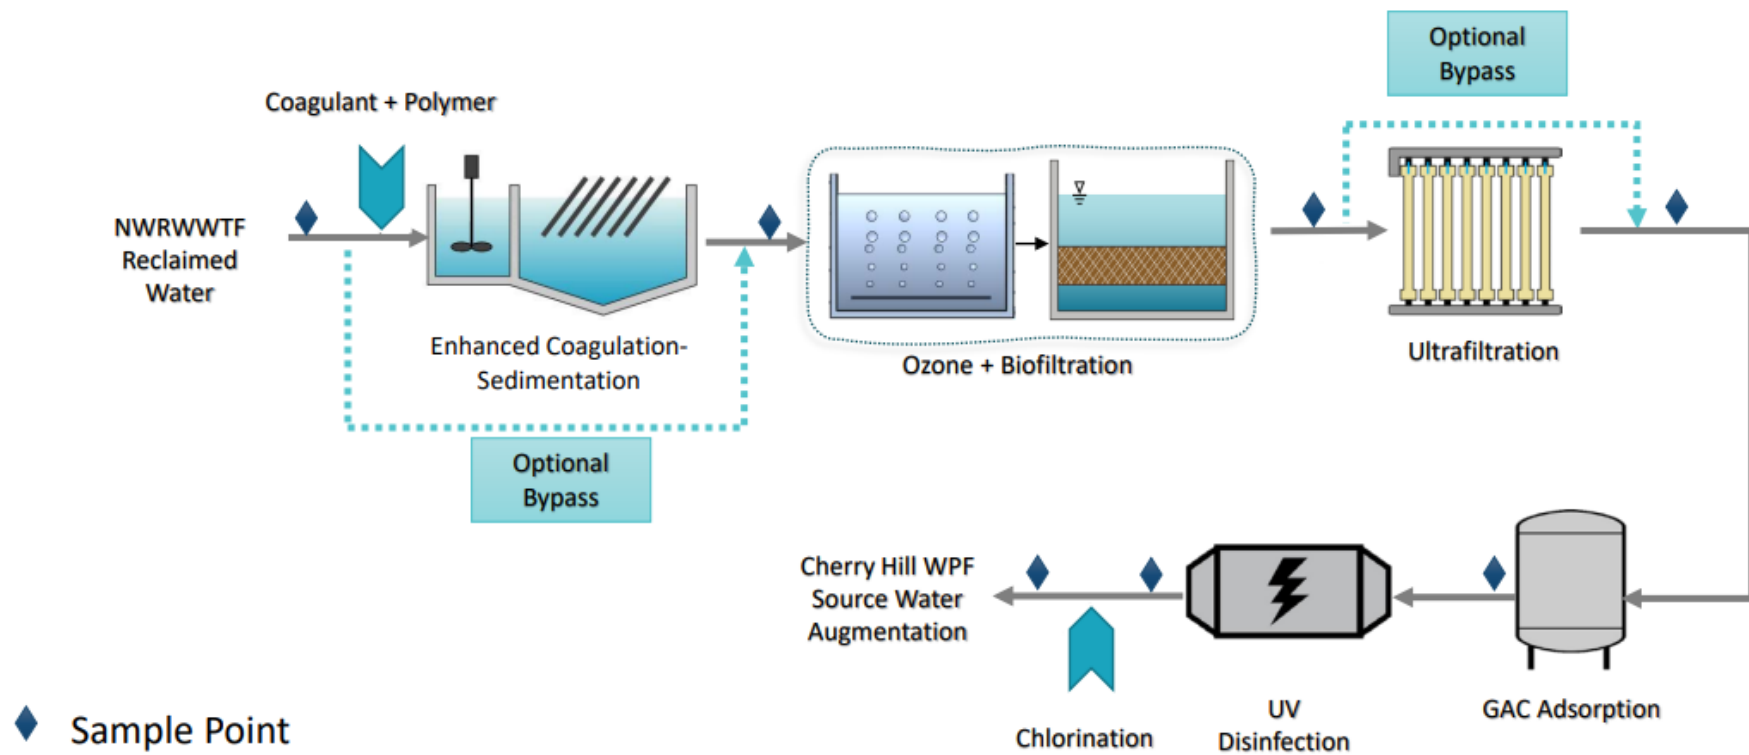 Optional
Bypass
Coagulant + Polymer
NWRWWTF
Reclaimed
Water
Enhanced Coagulation-
Sedimentation
Ozone + Biofiltration
Ultrafiltration
Optional
Bypass
Cherry Hill WPF
Source Water
Augmentation
Chlorination
UV
Disinfection
GAC Adsorption
Sample Point